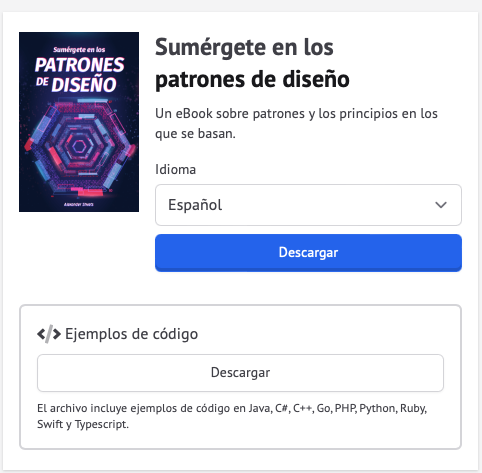 Sumérgete en los
PATRONES
DE DISEÑO
Alexander Shvets
Sumérgete en los
patrones de diseño
Un eBook sobre patrones y los principios en los
que se basan.
Idioma
Español
Descargar
</> Ejemplos de código
Descargar
El archivo incluye ejemplos de código en Java, C#, C++, Go, PHP, Python, Ruby,
Swift y Typescript.